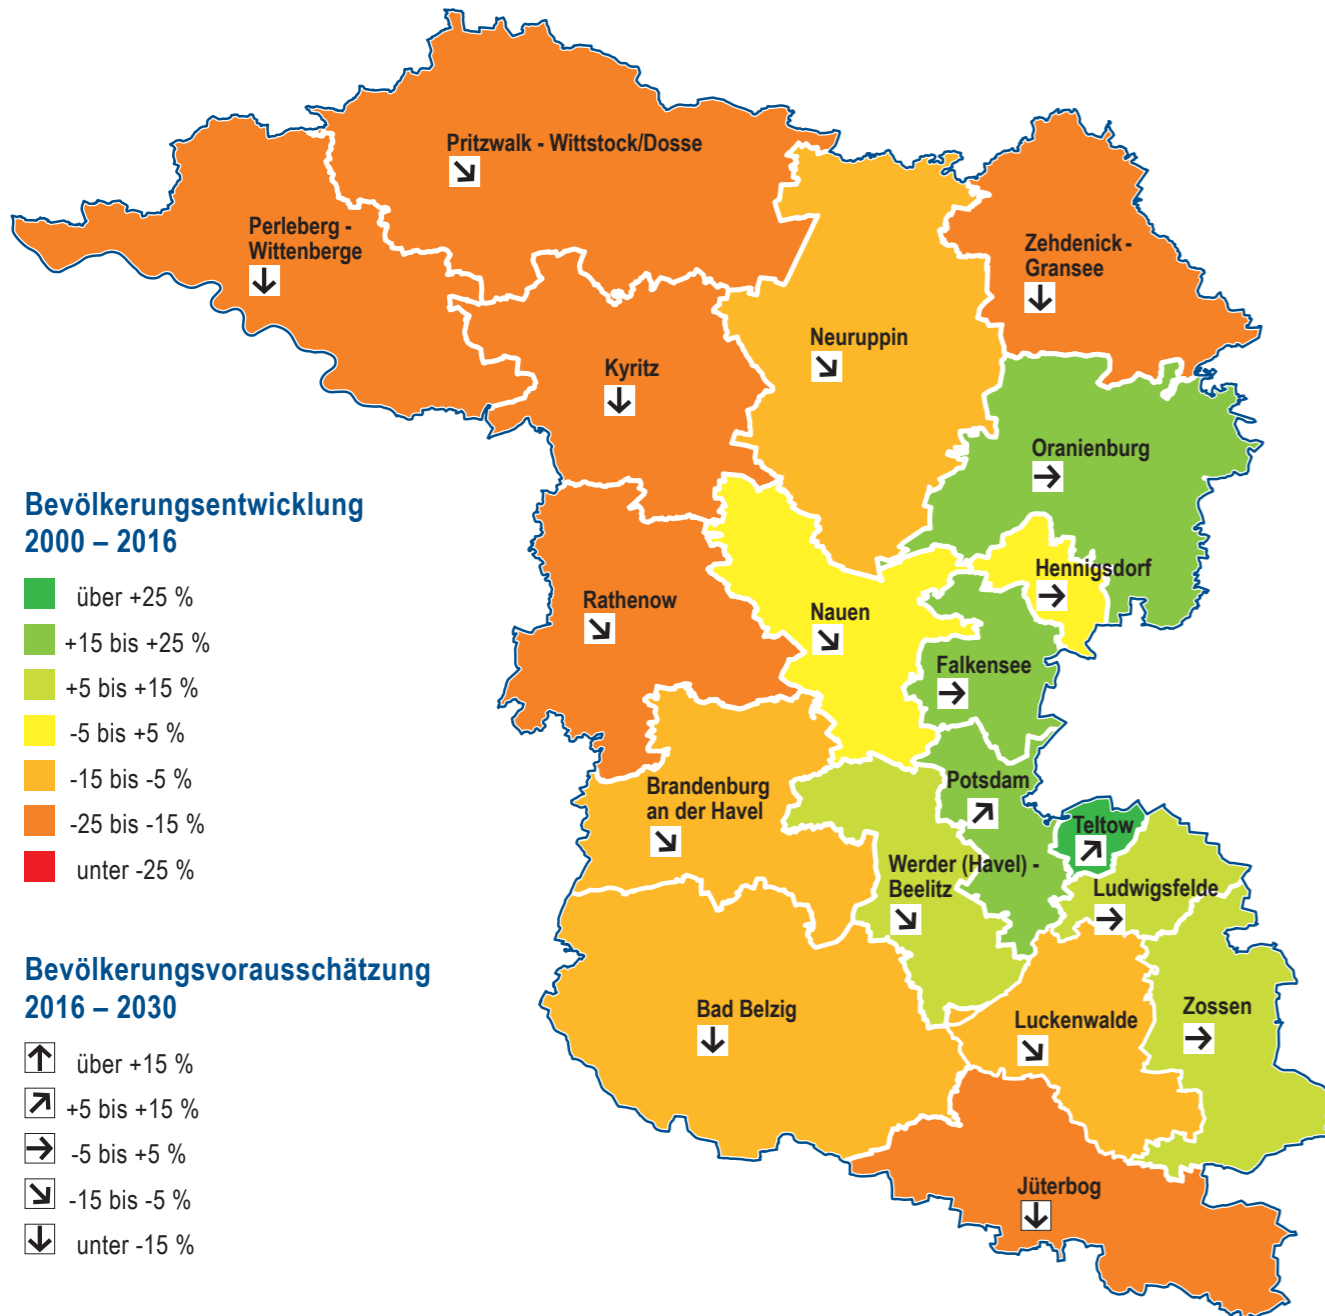 Pritzwalk - Wittstock/Dosse
Perleberg -
Wittenberge
Zehdenick -
Gransee
Neuruppin
Kyritz
Oranienburg
Hennigsdorf
Rathenow
Nauen
Falkensee
Brandenburg
an der Havel
Potsdam
Teltow
Werder (Havel) -
Beelitz
Ludwigsfelde
Bad Belzig
Luckenwalde
Zossen
Jüterbog
Bevölkerungsentwicklung
2000 – 2016
über +25 %
+15 bis +25 %
+5 bis +15 %
-5 bis +5 %
-15 bis -5 %
-25 bis -15 %
unter -25 %
Bevölkerungsvorausschätzung
2016 – 2030
über +15 %
+5 bis +15 %
-5 bis +5 %
-15 bis -5 %
unter -15 %